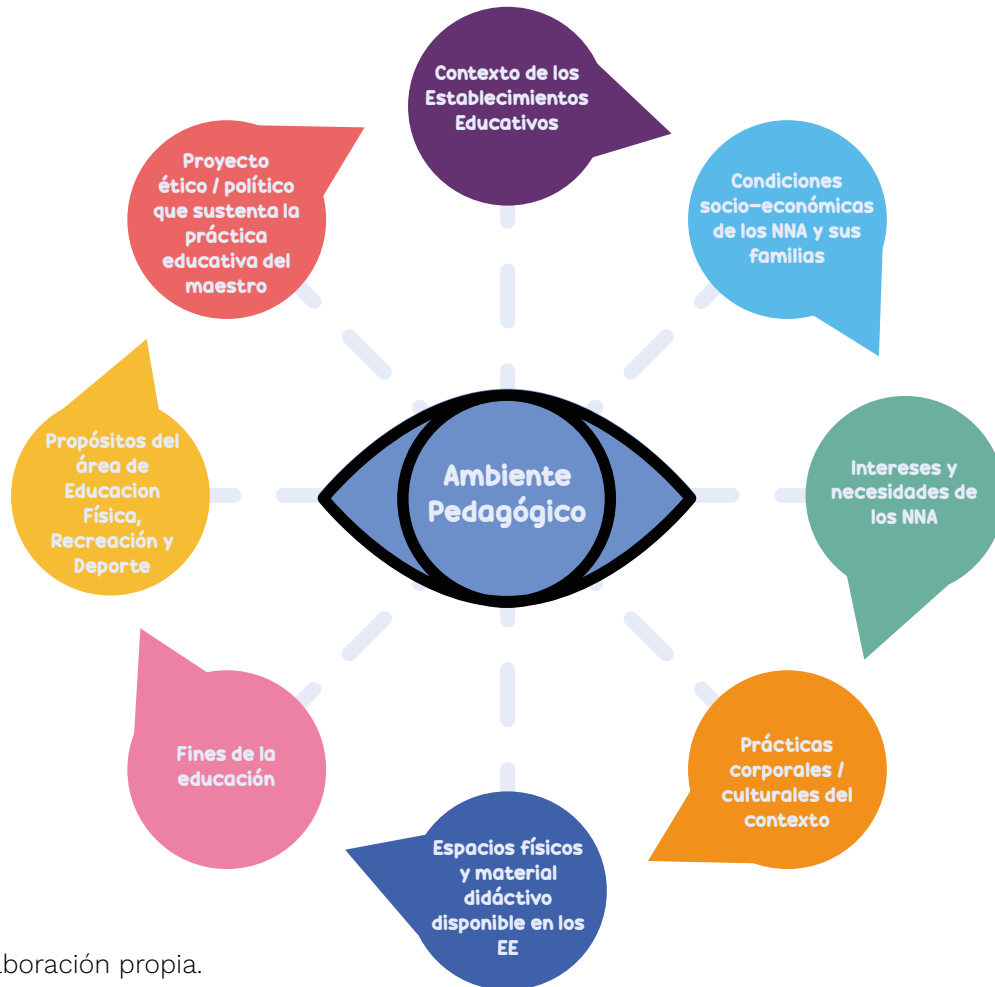 Contexto de los
Establecimientos
Educativos
Condiciones
socio-económicas
de los NNA y sus
familias
Intereses y
necesidades de
los NNA
Prácticas
corporales /
culturales del
contexto
Espacios físicos
y material
didáctivo
disponible en los
EE
Fines de la
educación
Propósitos del
área de
Educacion
Física,
Recreación y
Deporte
Proyecto
ético / político
que sustenta la
práctica
educativa del
maestro
Ambiente
Pedagógico
aboración propia.